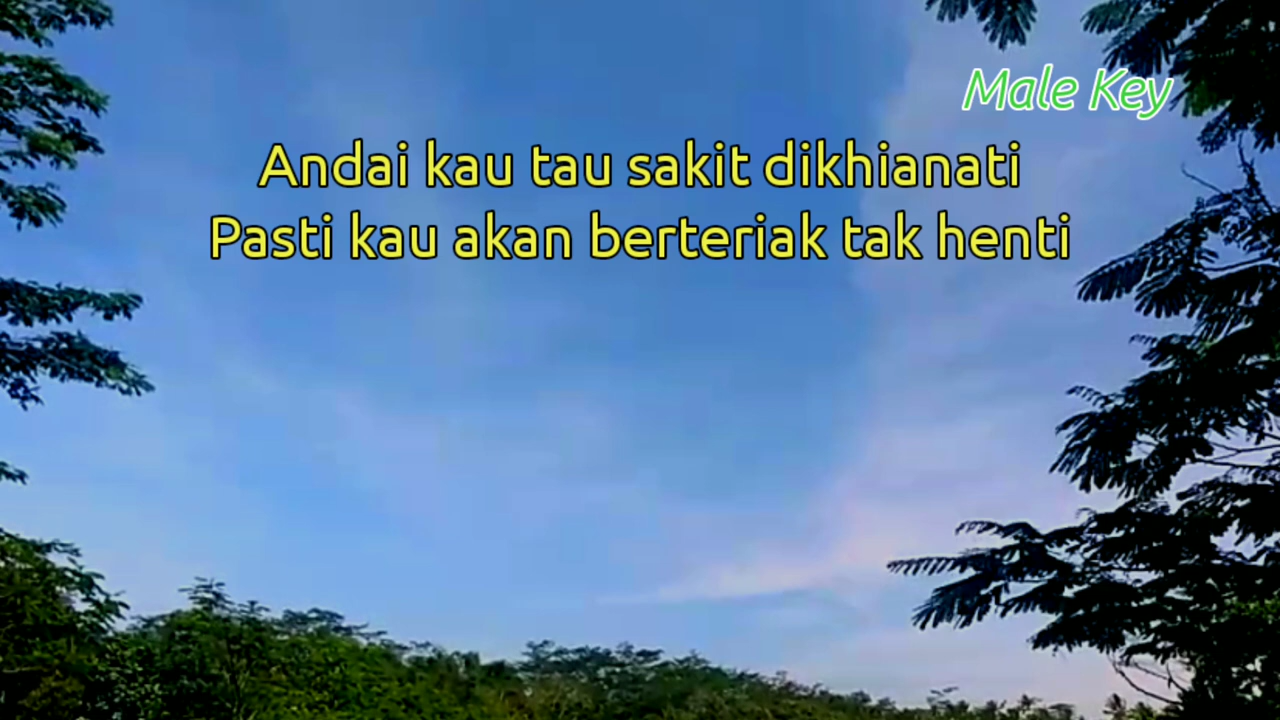 Male Key
Andai kau tau sakit dikhianati
Pasti kau akan berteriak tak henti